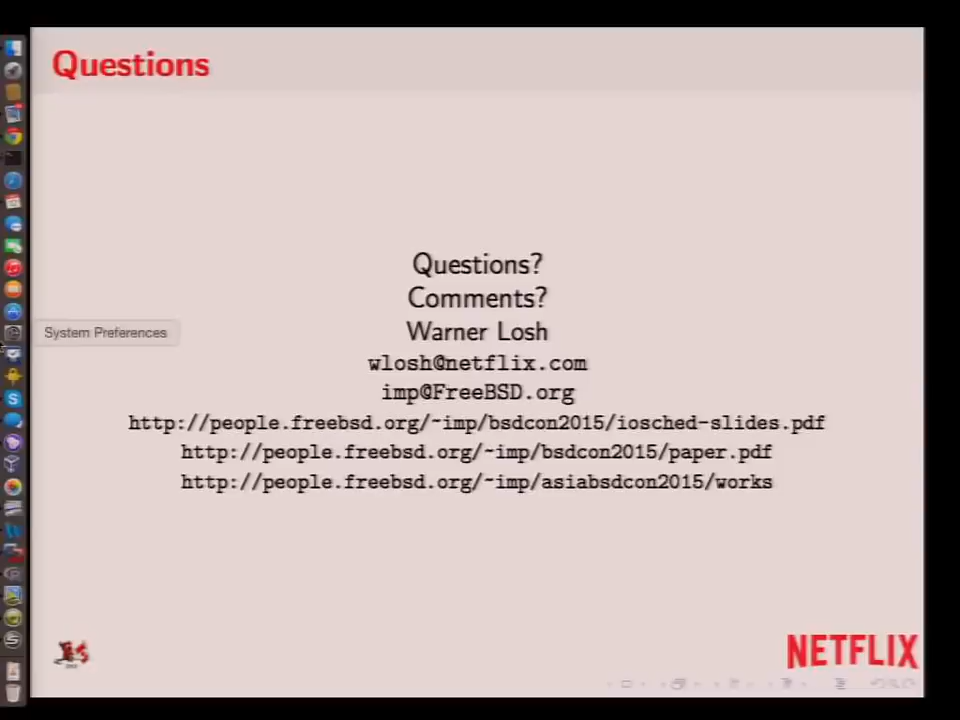 Questions
Questions?
Comments?
Warner Losh
System Preferences
wlosh@netflix.com
imp@FreeBSD.org
http://people.freebsd.org/~imp/bsdcon2015/iosched-slides.pdf
http://people.freebsd.org/~imp/bsdcon2015/paper.pdf
http://people.freebsd.org/~imp/asiabsdcon2015/works
NETFLIX